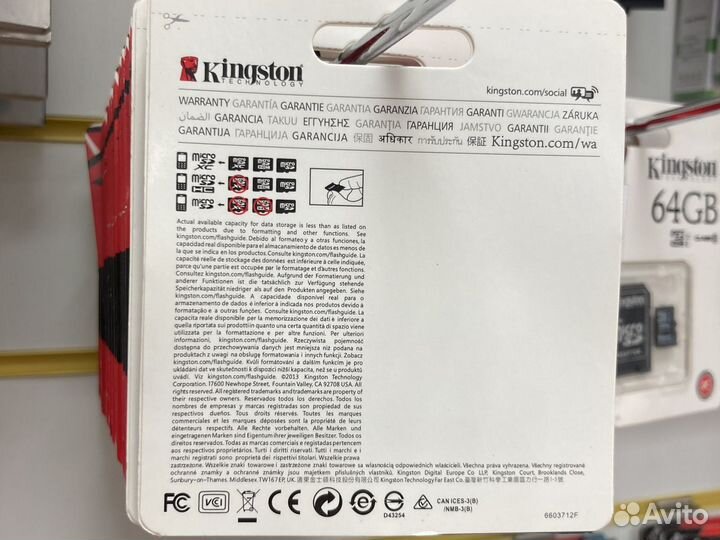 Kingston
TECHNOLOGY
kingston.com/social
WARRANTY GARANTÍA GARANTIE GARANTIA GARANZIA ГАРАНТИЯ GARANTI GWARANCJA ZÁRUKA
الضمان GARANCIA TAKUU ΕΓΓΥΗΣΗΣ GARANȚIA ГАРАНЦИЯ JAMSTVO GARANTII GARANTIE
GARANTIJA ГАРАНЦІЯ GARANCIJA 保固 अधिकार การรับประกัน 保証 Kingston.com/wa
Actual available capacity for data storage is less than as listed on
the products due to formatting and other functions. See
kingston.com/flashguide. Debido al formateo y a otras funciones, la
capacidad real disponible para el almacenamiento de datos es menos de
la que se indica en los productos. Consulte kingston.com/flashguide. La
capacité réelle de stockage des données est inférieure à celle indiquée,
parce qu'une partie est occupée par le formatage et d'autres fonctions.
Consultez kingston.com/flashguide. Aufgrund der Formatierung und
anderer Funktionen ist die tatsächlich zur Verfügung stehende
Speicherkapazität niedriger als auf den Produkten angegeben. Siehe
kingston.com/flashguide. A capacidade disponível real para o
armazenamento de dados é inferior à indicada nos produtos devido à
formatação e a outras funções. Consulte kingston.com/flashguide. La
capacità reale disponibile per la memorizzazione dei dati è inferiore a
quella riportata sui prodotti in quanto una certa quantità di spazio viene
utilizzata per la formattazione e altre funzioni. Per ulteriori
informazioni, kingston.com/flashguide. Rzeczywista pojemność
dostępna do przechowywania danych jest mniejsza niż podana na
produktach z uwagi na obsługę formatowania i innych funkcji. Zobacz
kingston.com/flashguide. Kvůli formátování a dalším funkcím je pro
ukládání dat ve skutečnosti k dispozici nižší kapacita, než jaká je uvedena
u produktů. Viz kingston.com/flashguide. ©2013 Kingston Technology
Corporation. 17600 Newhope Street, Fountain Valley, CA 92708 USA. All
rights reserved. All registered trademarks and trademarks are property of
their respective owners. Reservados todos los derechos. Todos los
nombres de empresas y marcas registradas son propiedad de sus
respectivos dueños. Tous droits réservés. Toutes les marques
commerciales et les marques déposées sont la propriété de leurs
détenteurs respectifs. Alle Rechte vorbehalten. Alle Marken und
eingetragenen Marken sind Eigentum ihrer jeweiligen Besitzer. Todos os
direitos reservados. Todas as marcas comerciais e registradas pertencem
a seus respectivos proprietários. Tutti i diritti riservati. Tutti i marchi e i
marchi registrati sono proprietà dei rispettivi titolari. Wszelkie prawa
zastrzeżone. Wszelkie znaki towarowe i zastrzeżone znaki towarowe są własnością odpowiednich właścicieli. Všechna práva vyhrazena. Všechny registrované
ochranné známky a ochranné známky jsou majetkem příslušných vlastníků. Kingston Digital Europe Co LLP, Kingston Court, Brooklands Close,
Sunbury-on-Thames, Middlesex, TW16 7EP, UK. Kingston Technology Far East Co.
FC VCCI CE D43254 CAN ICES-3(B)
/NMB-3(B)
6603712F
Kingston
64GB
Avito